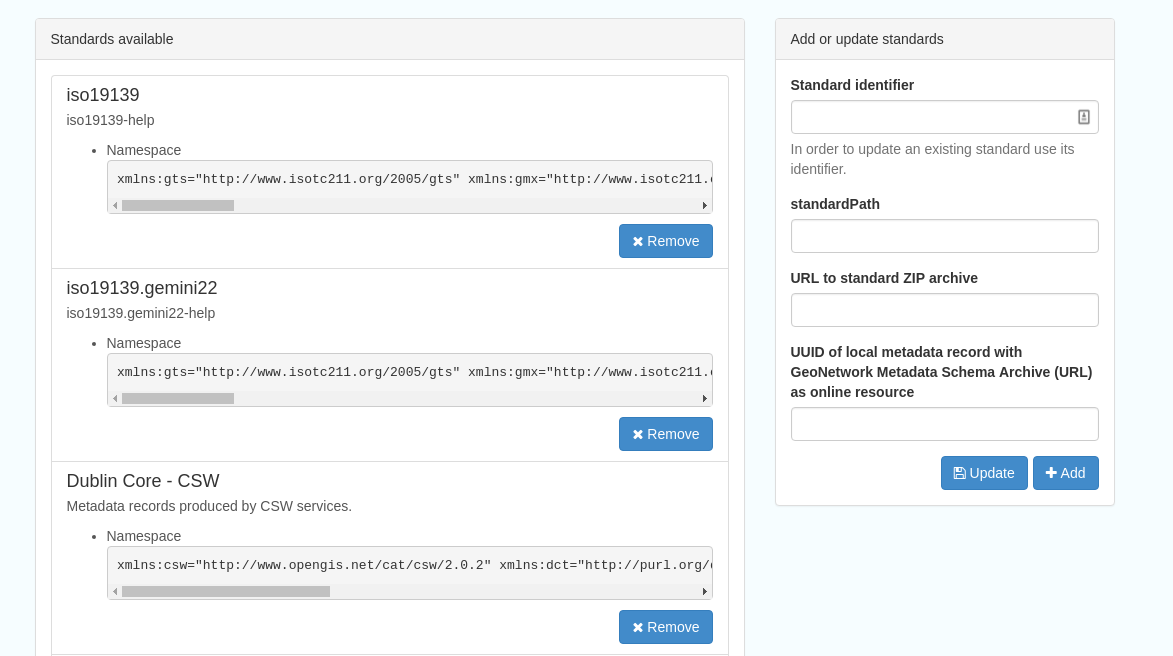 Standards available
iso19139
iso19139-help
Namespace
xmlns:gts="http://www.isotc211.org/2005/gts" xmlns:gmx="http://www.isotc211.
Remove
iso19139.gemini22
iso19139.gemini22-help
Namespace
xmlns:gts="http://www.isotc211.org/2005/gts" xmlns:gmx="http://www.isotc211.
Remove
Dublin Core - CSW
Metadata records produced by CSW services.
Namespace
xmlns:csw="http://www.opengis.net/cat/csw/2.0.2" xmlns:dct="http://purl.org/
Remove
Add or update standards
Standard identifier
In order to update an existing standard use its
identifier.
standardPath
URL to standard ZIP archive
UUID of local metadata record with
GeoNetwork Metadata Schema Archive (URL)
as online resource
Update
Add